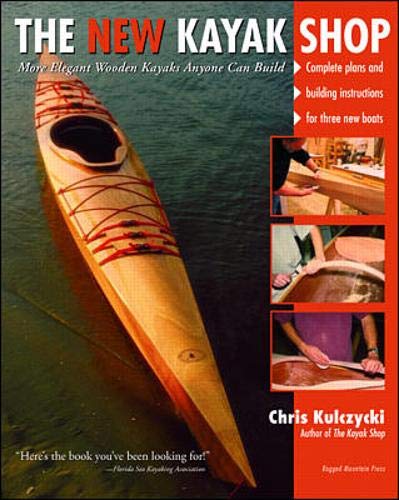 THE NEW KAYAK SHOP
More Elegant Wooden Kayaks Anyone Can Build
Complete plans and
building instructions
for three new boats
Chris Kulczycki
Author of The Kayak Shop
"Here's the book you've been looking for!"
—Florida Sea Kayaking Association
Ragged Mountain Press